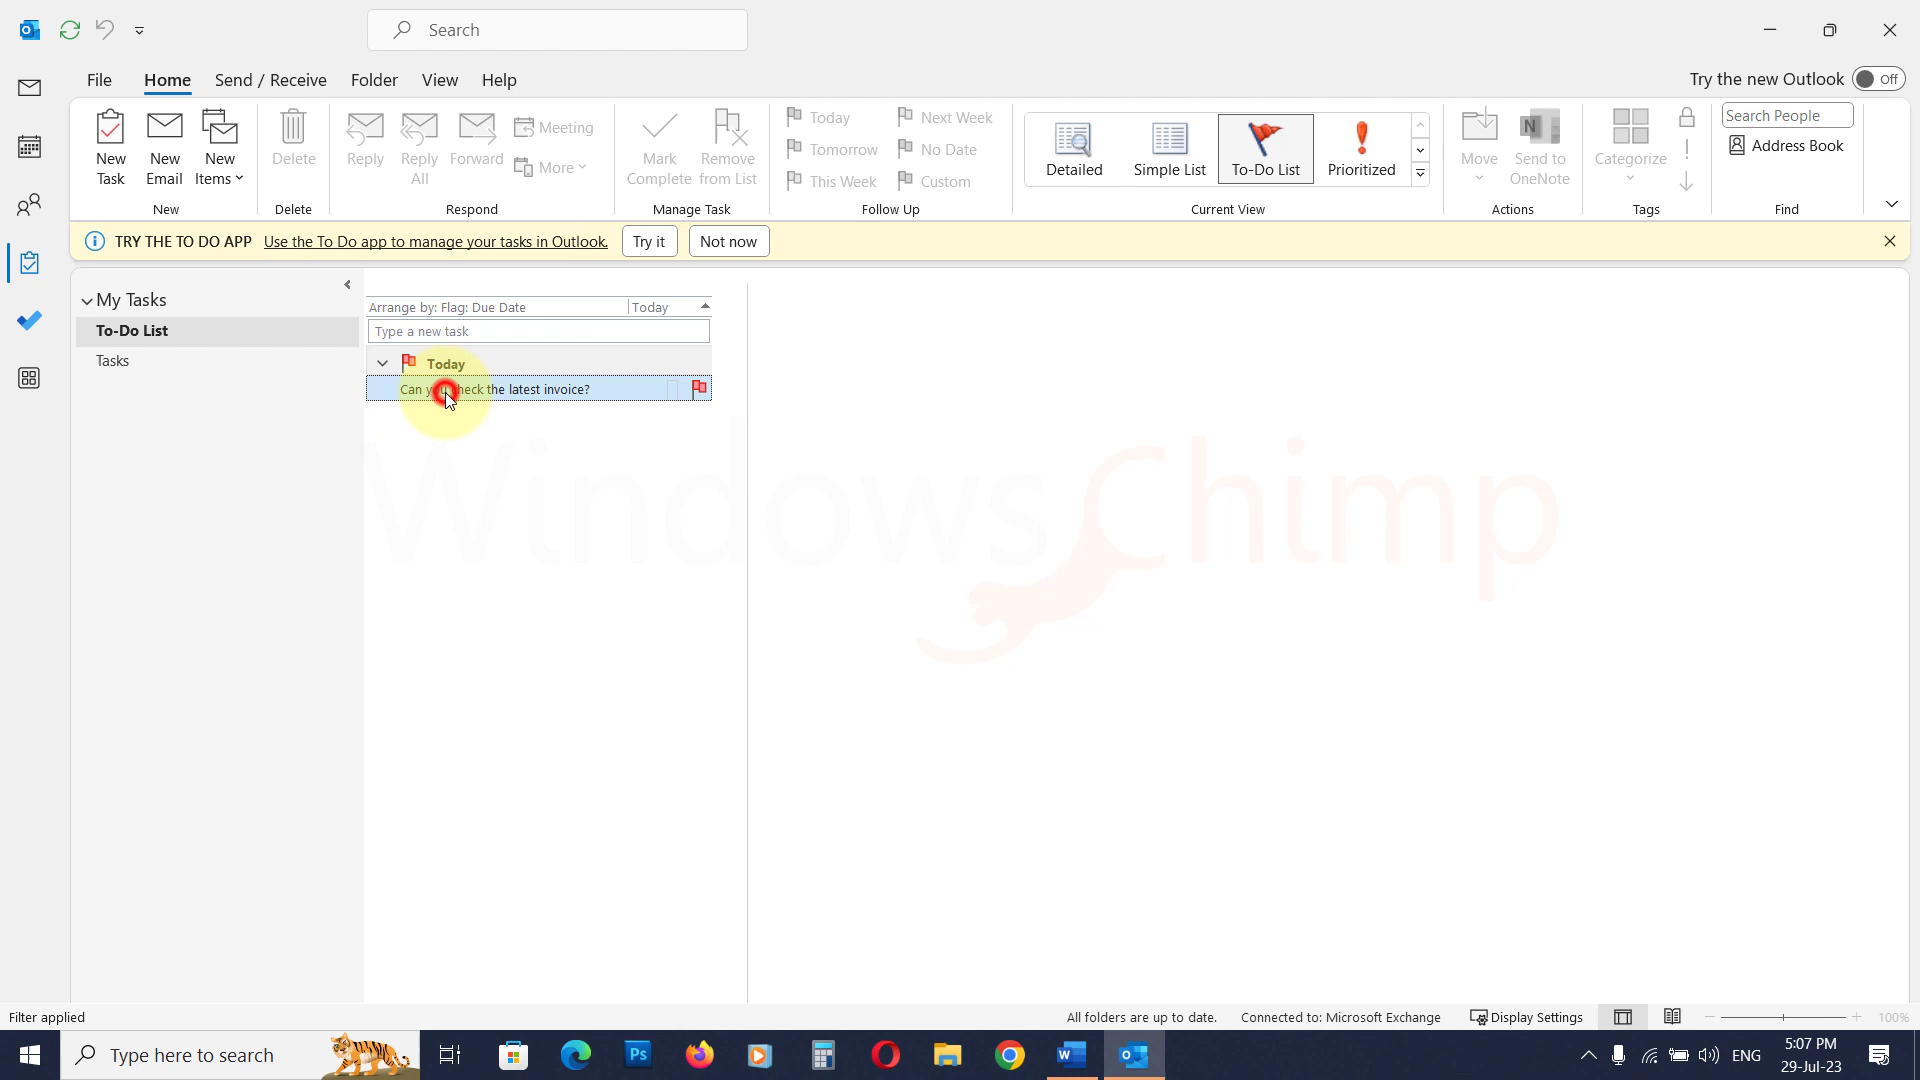 Search
File Home Send / Receive Folder View Help
Try the new Outlook Off
New Task
New Email
New Items
New
Delete
Delete
Reply
Reply All
Forward
Meeting
More
Respond
Mark Complete
Remove from List
Manage Task
Today
Tomorrow
This Week
Next Week
No Date
Custom
Follow Up
Detailed
Simple List
To-Do List
Prioritized
Current View
Move
Send to OneNote
Actions
Categorize
Tags
Search People
Address Book
Find
TRY THE TO DO APP Use the To Do app to manage your tasks in Outlook. Try it Not now
My Tasks
To-Do List
Tasks
Arrange by: Flag: Due Date Today
Type a new task
Today
Can you check the latest invoice?
Windows Chimp
Filter applied
All folders are up to date. Connected to: Microsoft Exchange Display Settings 100%
Type here to search
Ps
ENG
5:07 PM
29-Jul-23